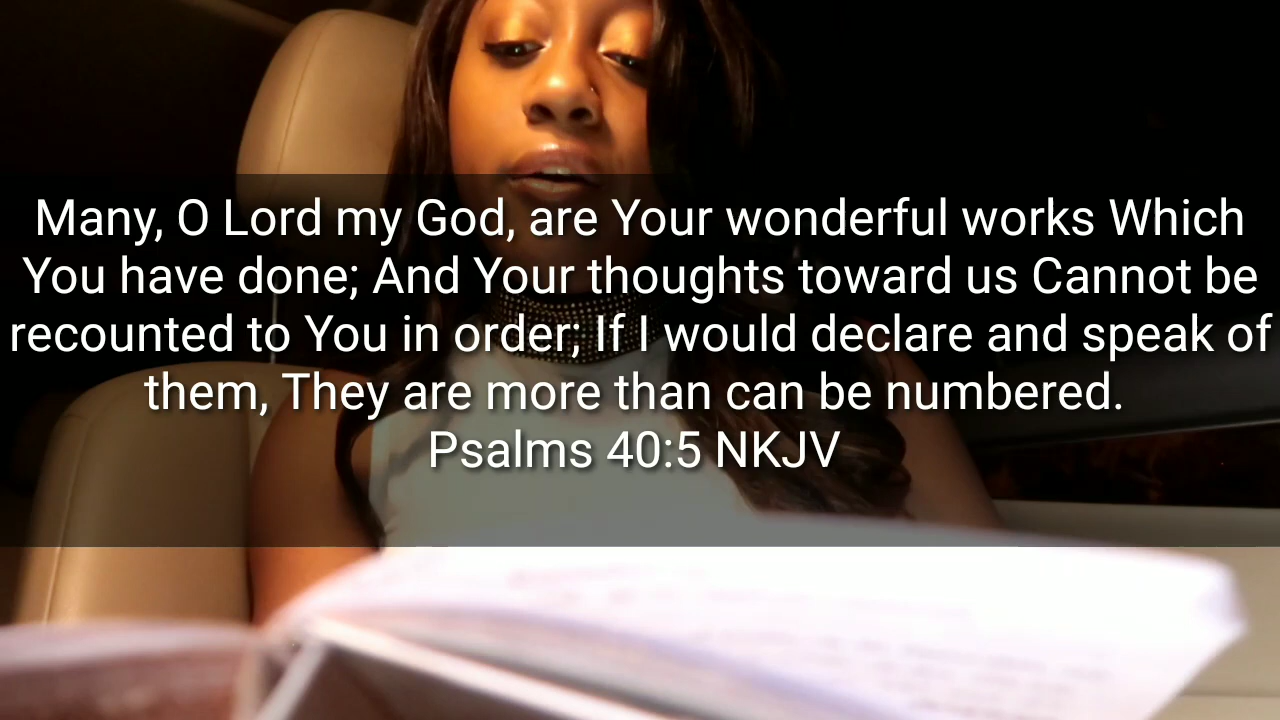 Many, O Lord my God, are Your wonderful works Which
You have done; And Your thoughts toward us Cannot be
recounted to You in order; If I would declare and speak of
them, They are more than can be numbered.
Psalms 40:5 NKJV